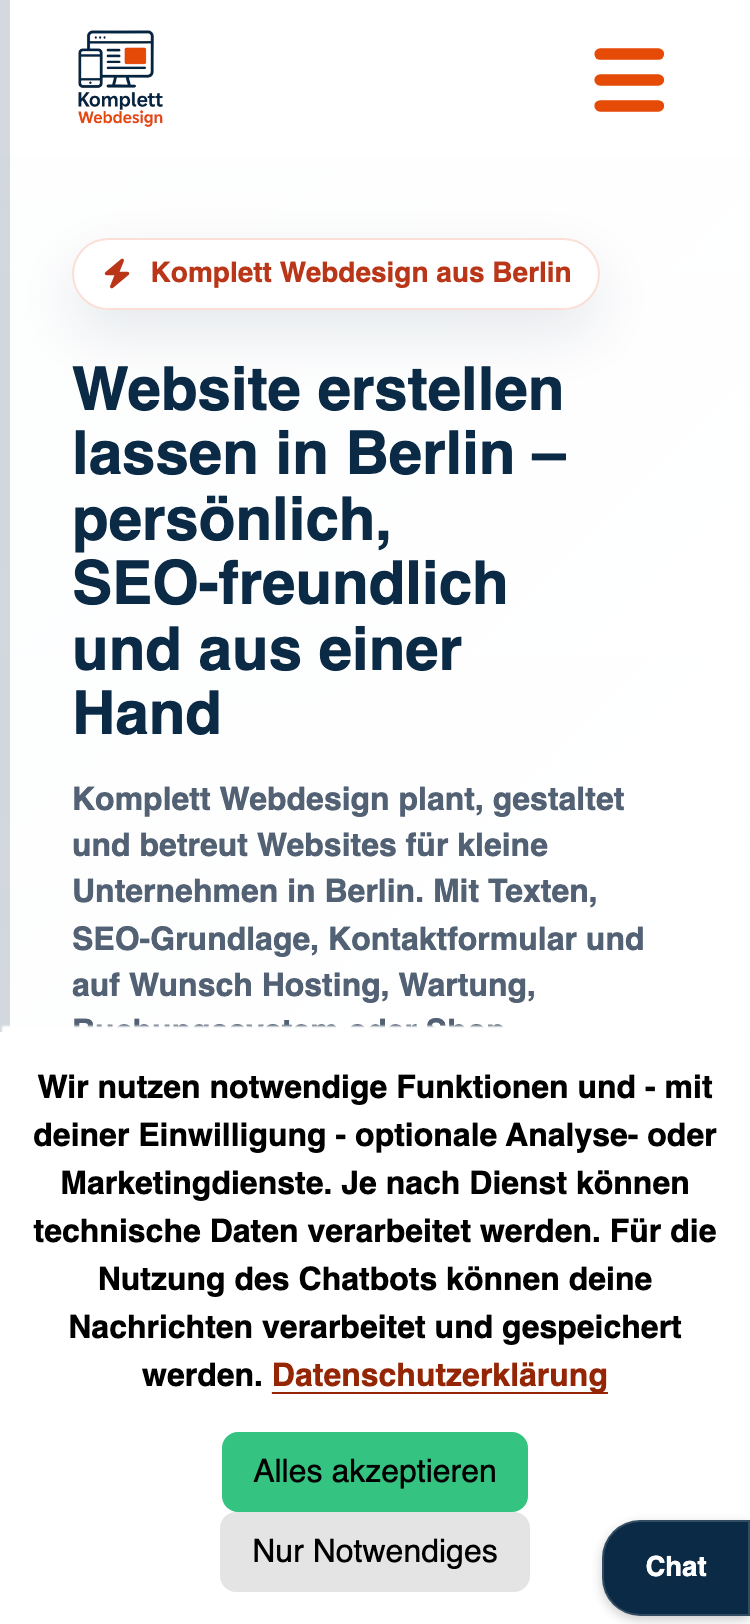 Komplett
Webdesign
Komplett Webdesign aus Berlin
Website erstellen
lassen in Berlin –
persönlich,
SEO-freundlich
und aus einer
Hand
Komplett Webdesign plant, gestaltet
und betreut Websites für kleine
Unternehmen in Berlin. Mit Texten,
SEO-Grundlage, Kontaktformular und
auf Wunsch Hosting, Wartung,
Buchungssystem oder Shop
Wir nutzen notwendige Funktionen und - mit
deiner Einwilligung - optionale Analyse- oder
Marketingdienste. Je nach Dienst können
technische Daten verarbeitet werden. Für die
Nutzung des Chatbots können deine
Nachrichten verarbeitet und gespeichert
werden. Datenschutzerklärung
Alles akzeptieren
Nur Notwendiges
Chat